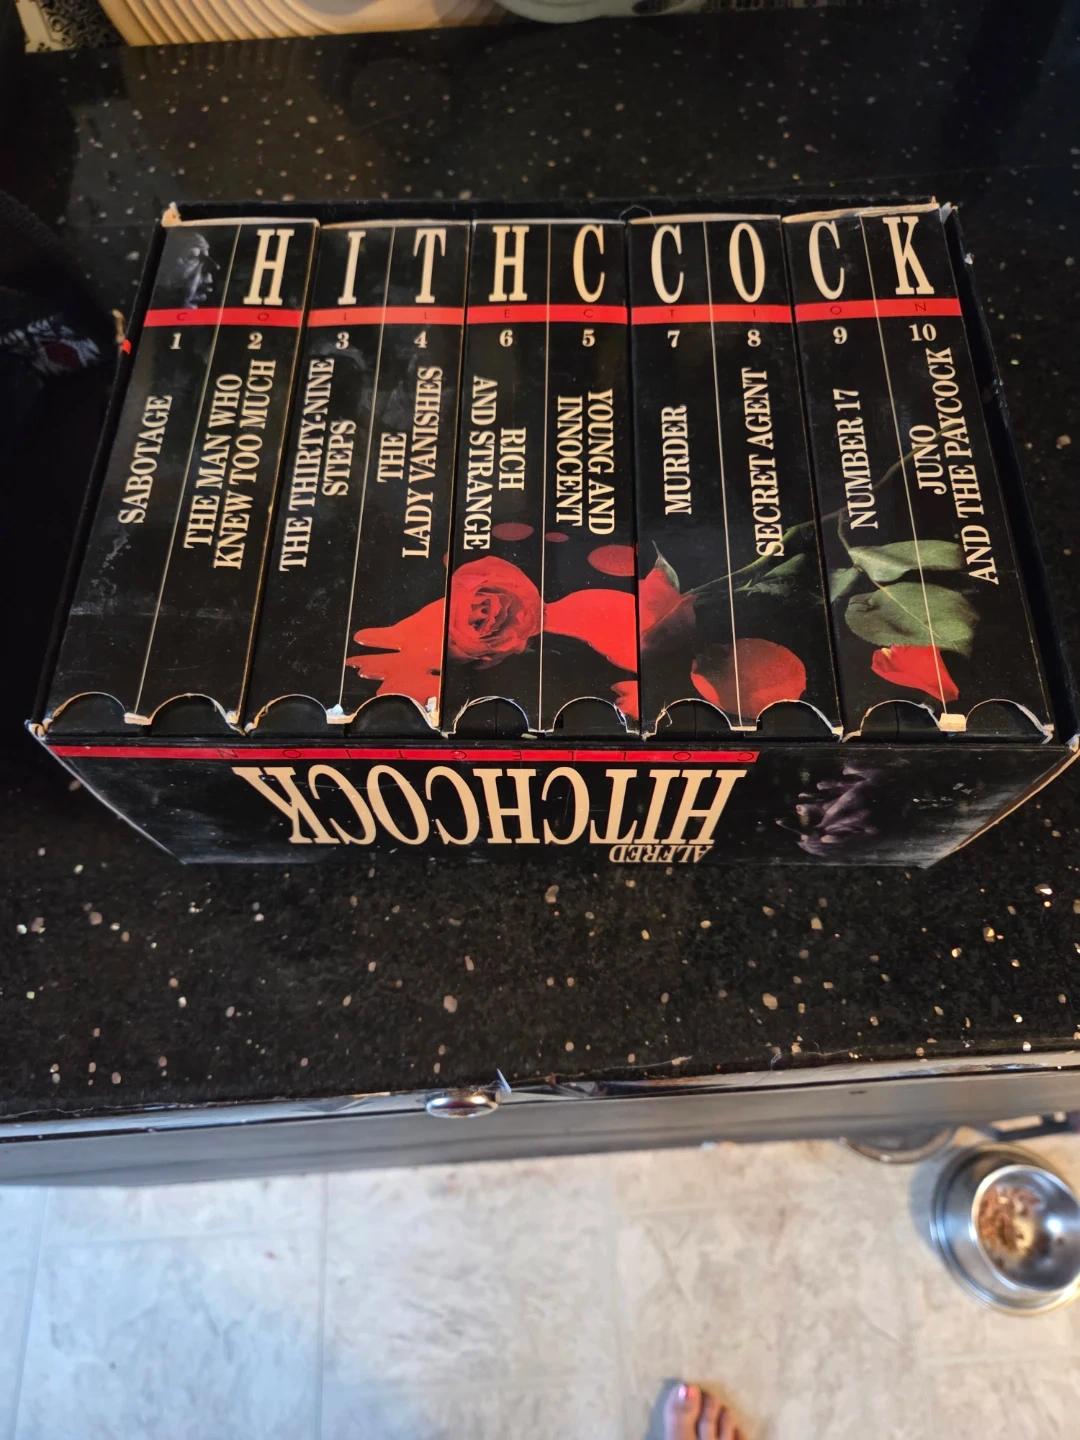 HITHCCOCK
COLLECTION
1
SABOTAGE
2
THE MAN WHO
KNEW TOO MUCH
3
THE THIRTY-NINE
STEPS
4
THE
LADY VANISHES
6
RICH
AND STRANGE
5
YOUNG AND
INNOCENT
7
MURDER
8
SECRET AGENT
9
NUMBER 17
10
JUNO
AND THE PAYCOCK
ALFRED
HITCHCOCK
COLLECTION